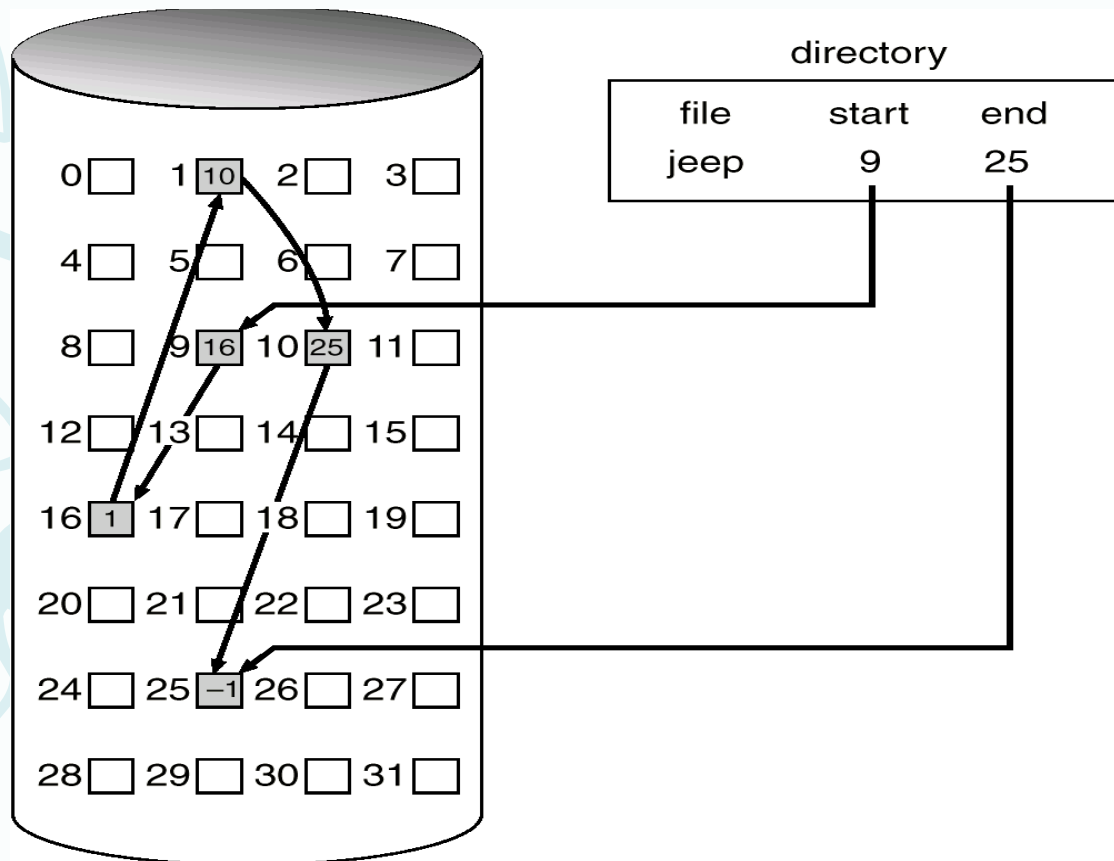 directory
file start end
jeep 9 25
0 1 10 2 3
4 5 6 7
8 9 16 10 25 11
12 13 14 15
16 1 17 18 19
20 21 22 23
24 25 −1 26 27
28 29 30 31